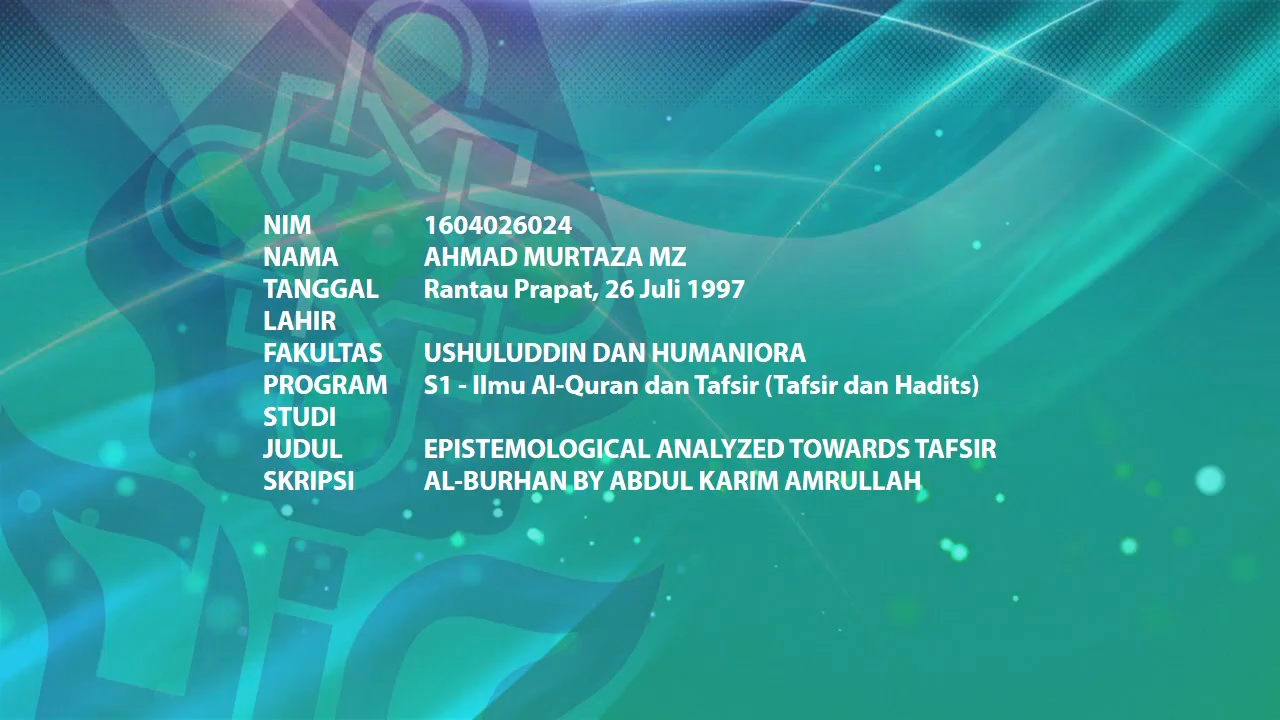 NIM 1604026024
NAMA AHMAD MURTAZA MZ
TANGGAL Rantau Prapat, 26 Juli 1997
LAHIR
FAKULTAS USHULUDDIN DAN HUMANIORA
PROGRAM S1 - Ilmu Al-Quran dan Tafsir (Tafsir dan Hadits)
STUDI
JUDUL EPISTEMOLOGICAL ANALYZED TOWARDS TAFSIR
SKRIPSI AL-BURHAN BY ABDUL KARIM AMRULLAH